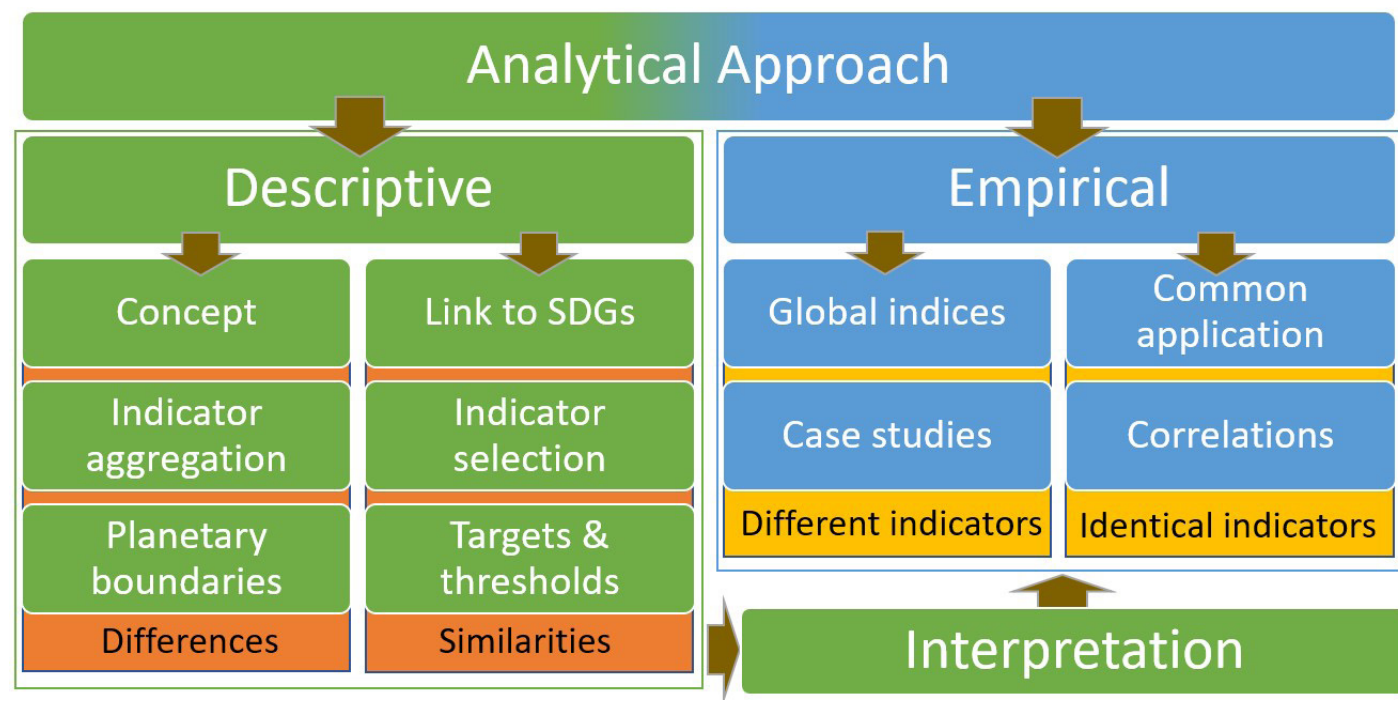 Analytical Approach
Descriptive
Concept
Link to SDGs
Indicator
aggregation
Indicator
selection
Planetary
boundaries
Targets &
thresholds
Differences
Similarities
Empirical
Global indices
Common
application
Case studies
Correlations
Different indicators
Identical indicators
Interpretation